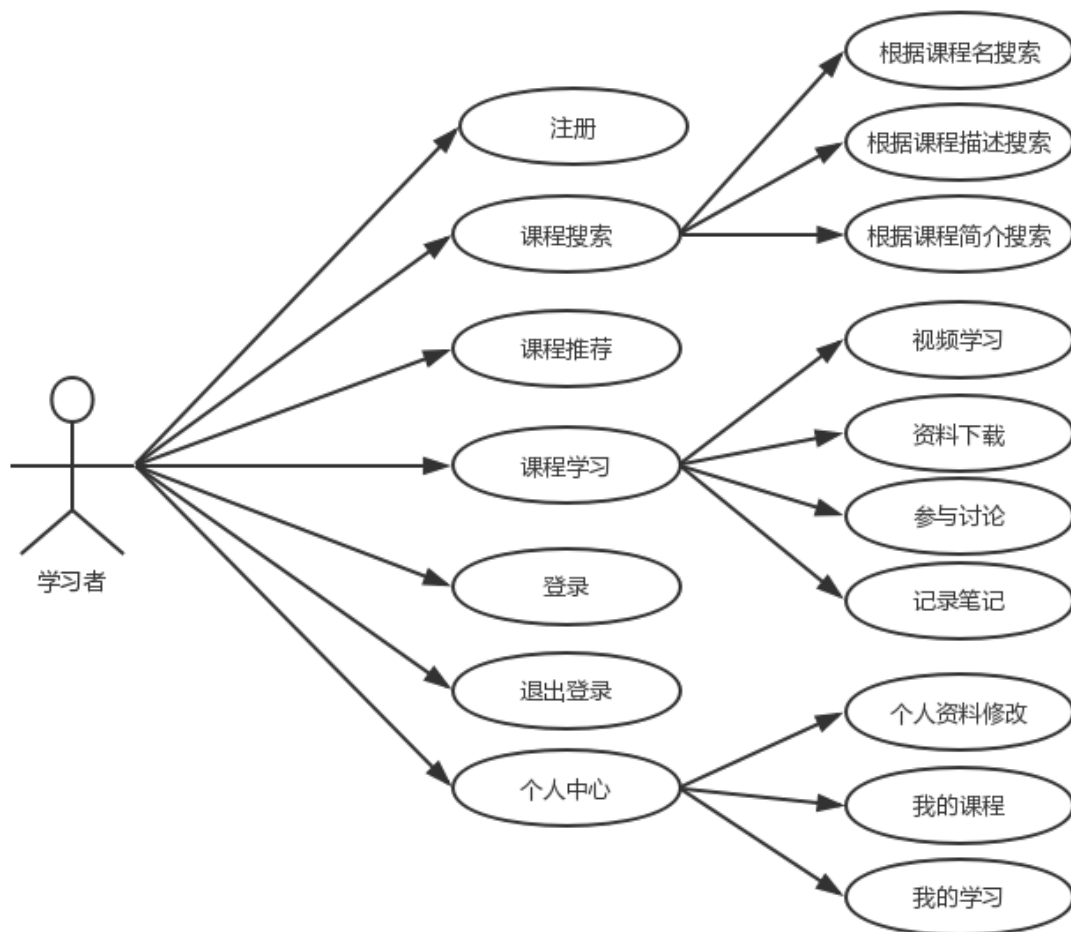 根据课程名搜索
注册
根据课程描述搜索
课程搜索
根据课程简介搜索
课程推荐
视频学习
资料下载
课程学习
参与讨论
学习者
登录
记录笔记
退出登录
个人资料修改
个人中心
我的课程
我的学习